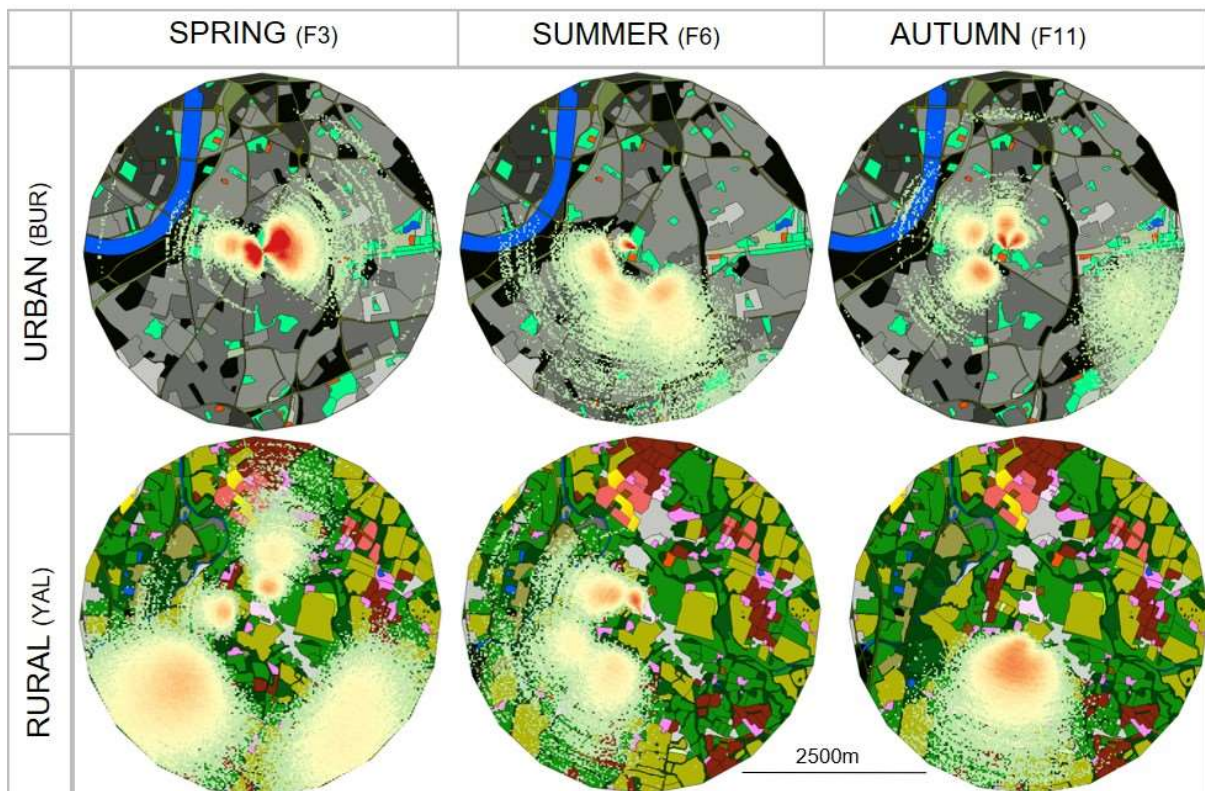 SPRING (F3)
SUMMER (F6)
AUTUMN (F11)
URBAN (BUR)
RURAL (YAL)
2500m